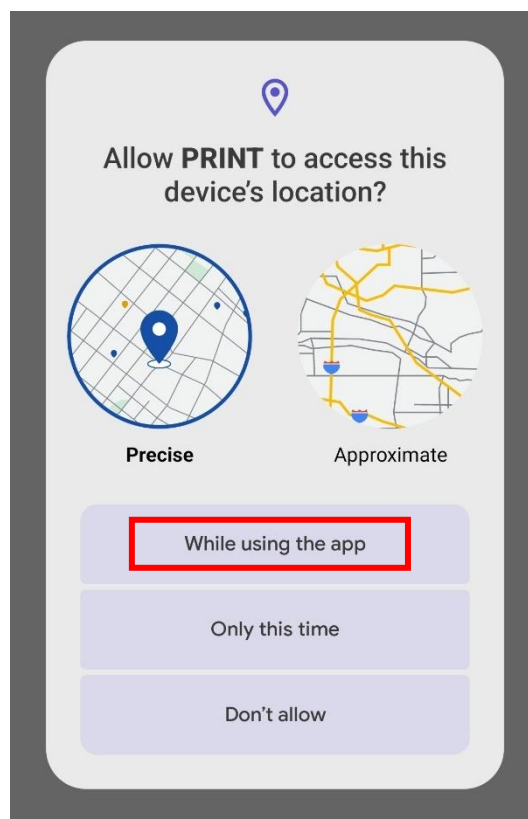 Allow PRINT to access this
device's location?
Precise
Approximate
While using the app
Only this time
Don't allow